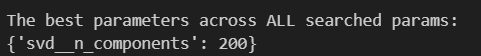 The best parameters across ALL searched params:
{'svd__n_components': 200}